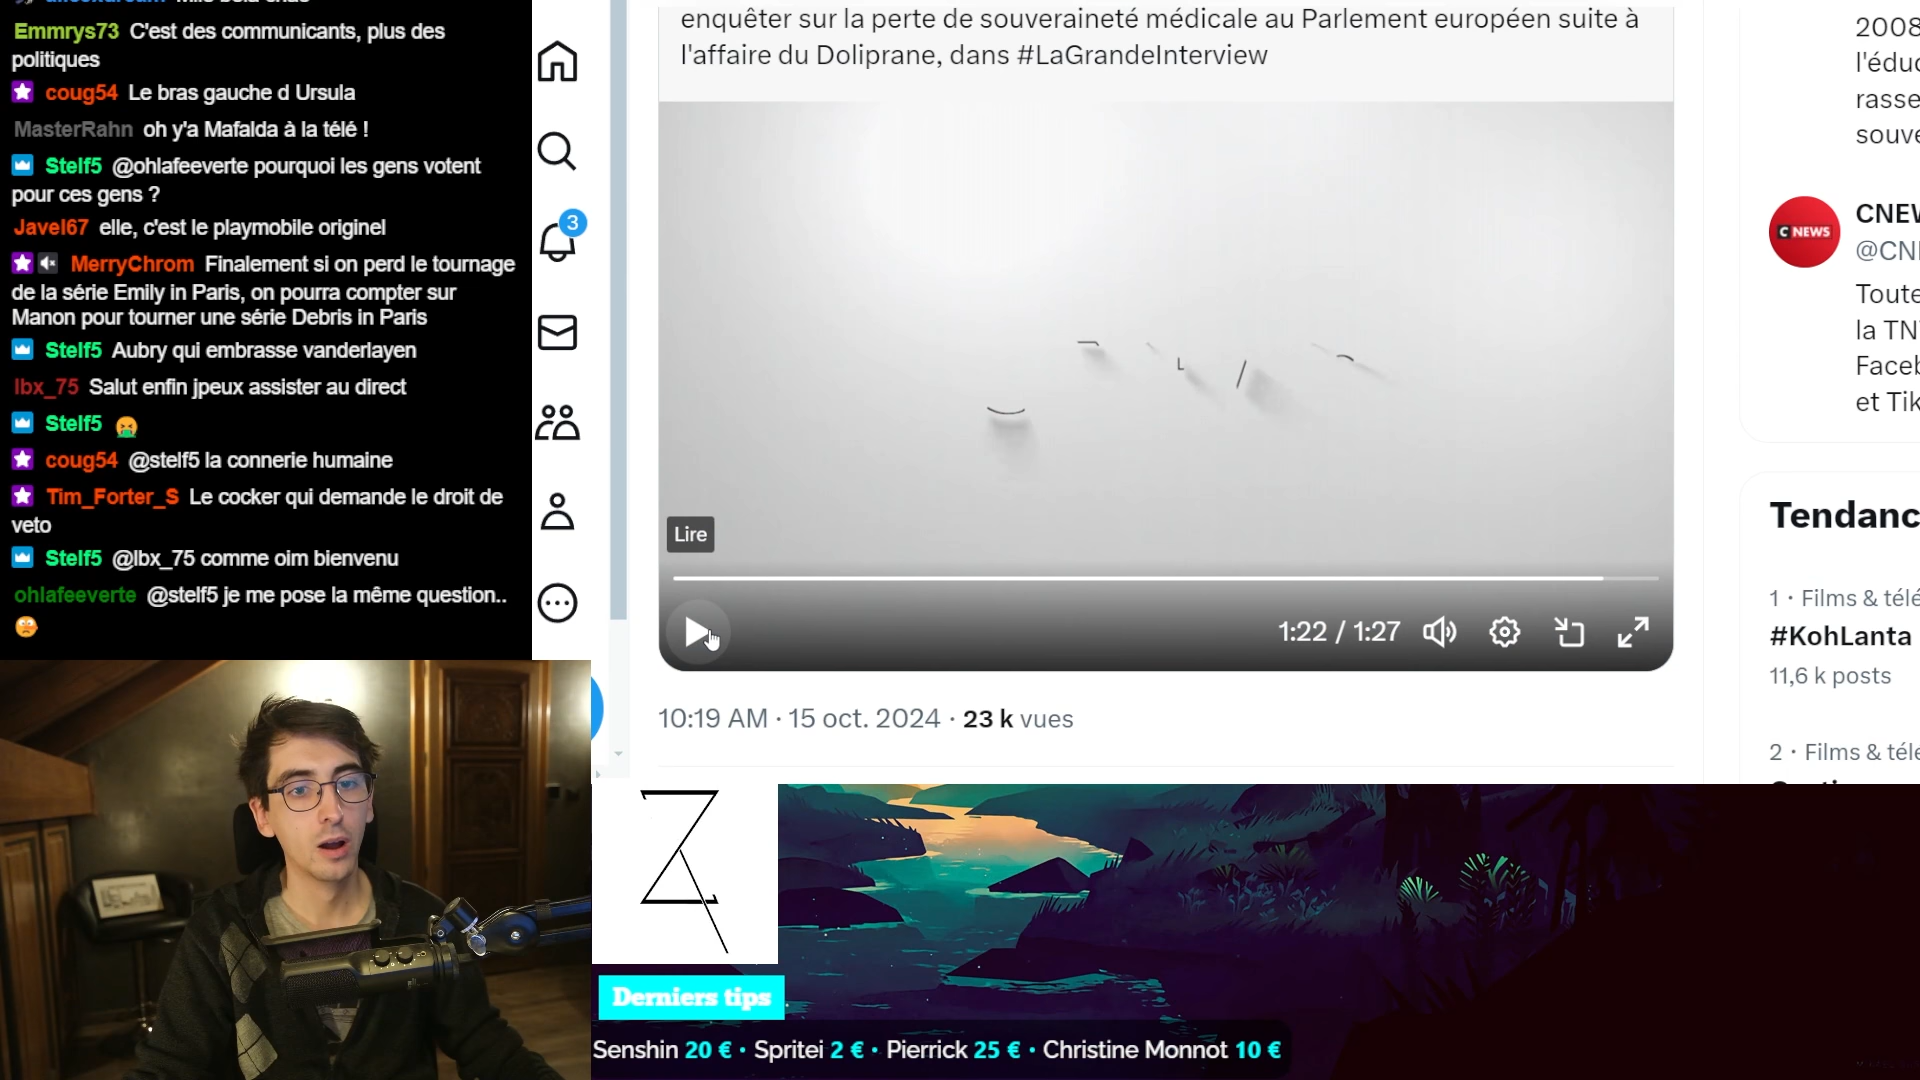 Emmrys73 C'est des communicants, plus des
politiques
coug54 Le bras gauche d Ursula
MasterRahn oh y'a Mafalda à la télé !
Stelf5 @ohlafeeverte pourquoi les gens votent
pour ces gens ?
Javel67 elle, c'est le playmobile originel
MerryChrom Finalement si on perd le tournage
de la série Emily in Paris, on pourra compter sur
Manon pour tourner une série Debris in Paris
Stelf5 Aubry qui embrasse vanderlayen
lbx_75 Salut enfin jpeux assister au direct
Stelf5
coug54 @stelf5 la connerie humaine
Tim_Forter_S Le cocker qui demande le droit de
veto
Stelf5 @lbx_75 comme oim bienvenu
ohlafeeverte @stelf5 je me pose la même question..
3
enquêter sur la perte de souveraineté médicale au Parlement européen suite à
l'affaire du Doliprane, dans #LaGrandeInterview
Lire
1:22 / 1:27
10:19 AM · 15 oct. 2024 · 23 k vues
2008
l'éduc
rasse
souve
C NEWS
CNEW
@CNE
Toute
la TNT
Faceb
et Tik
Tendanc
1 · Films & télé
#KohLanta
11,6 k posts
2 · Films & téle
Derniers tips
Senshin 20 € · Spritei 2 € · Pierrick 25 € · Christine Monnot 10 €